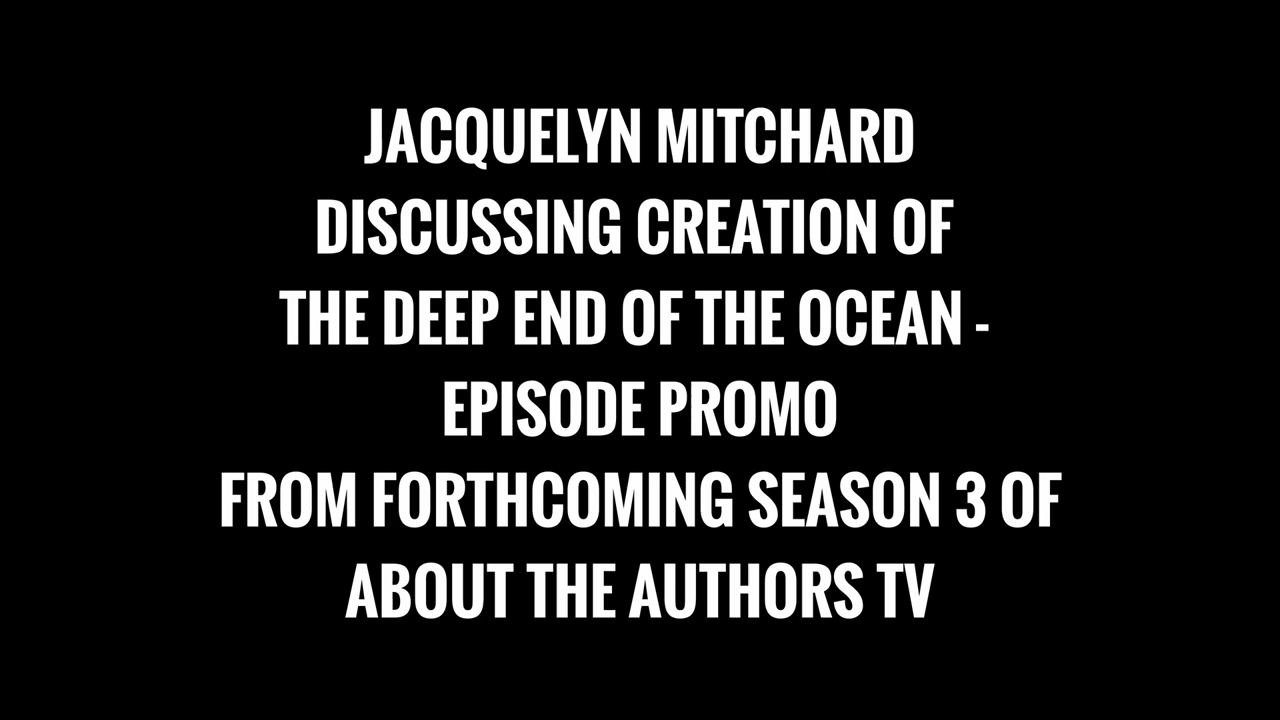 JACQUELYN MITCHARD
DISCUSSING CREATION OF
THE DEEP END OF THE OCEAN -
EPISODE PROMO
FROM FORTHCOMING SEASON 3 OF
ABOUT THE AUTHORS TV